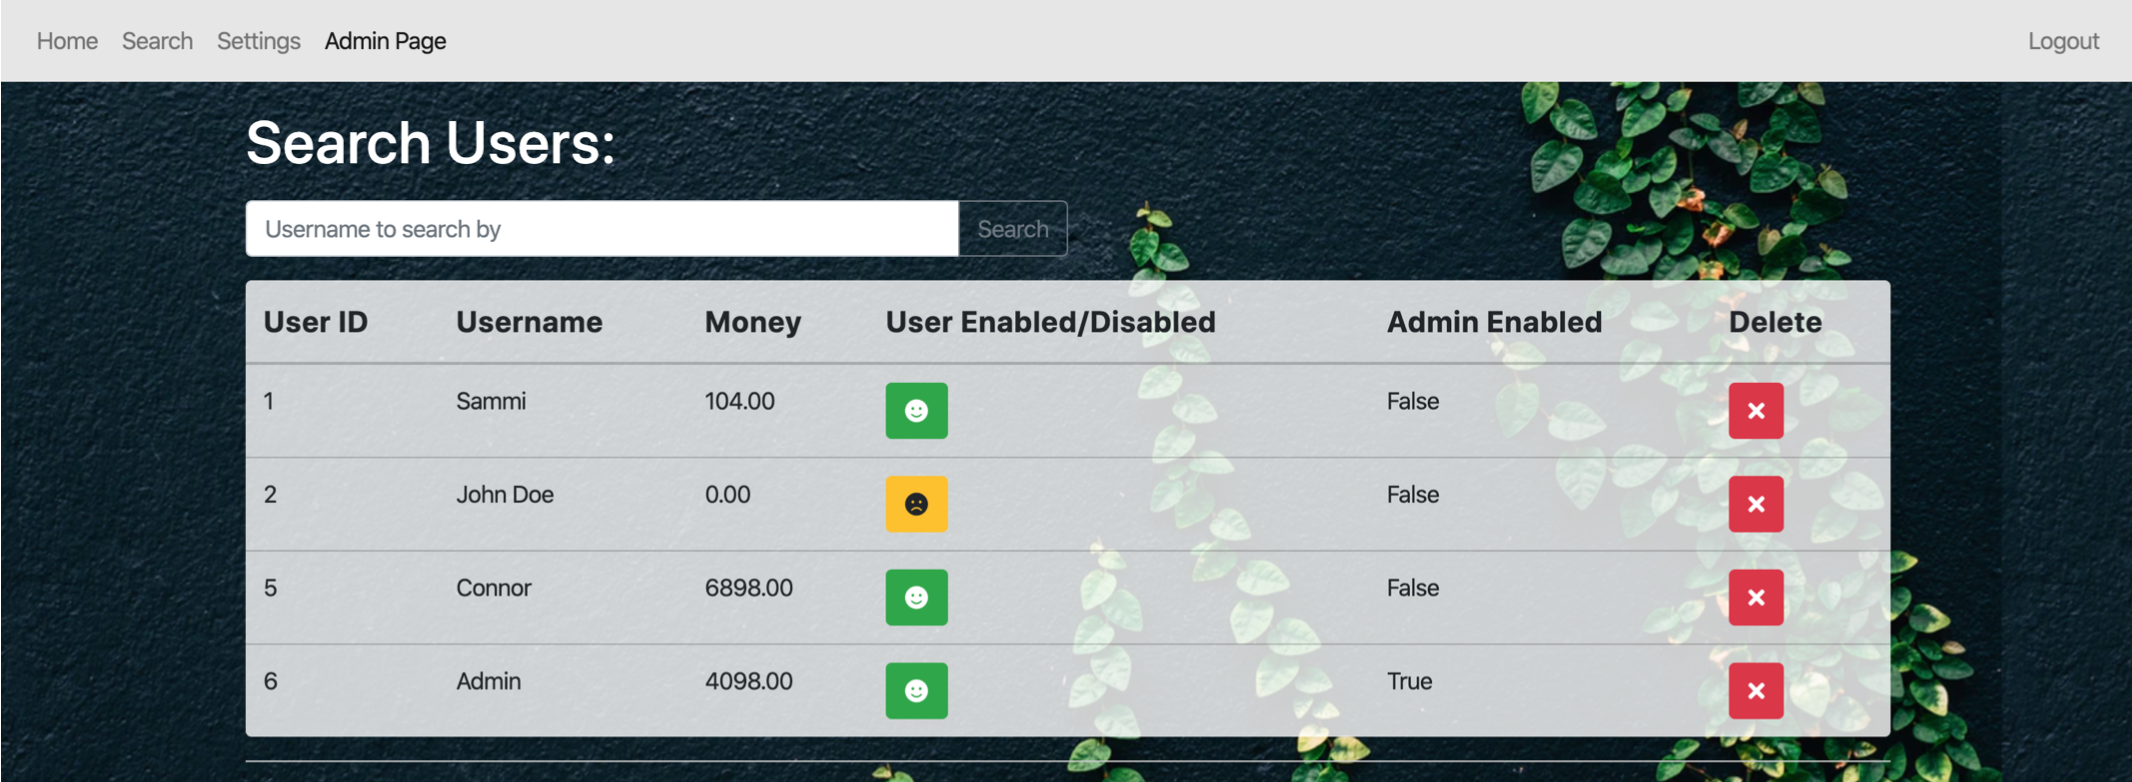 Home Search Settings Admin Page Logout
Search Users:
Username to search by Search
User ID Username Money User Enabled/Disabled Admin Enabled Delete
1 Sammi 104.00 False
2 John Doe 0.00 False
5 Connor 6898.00 False
6 Admin 4098.00 True